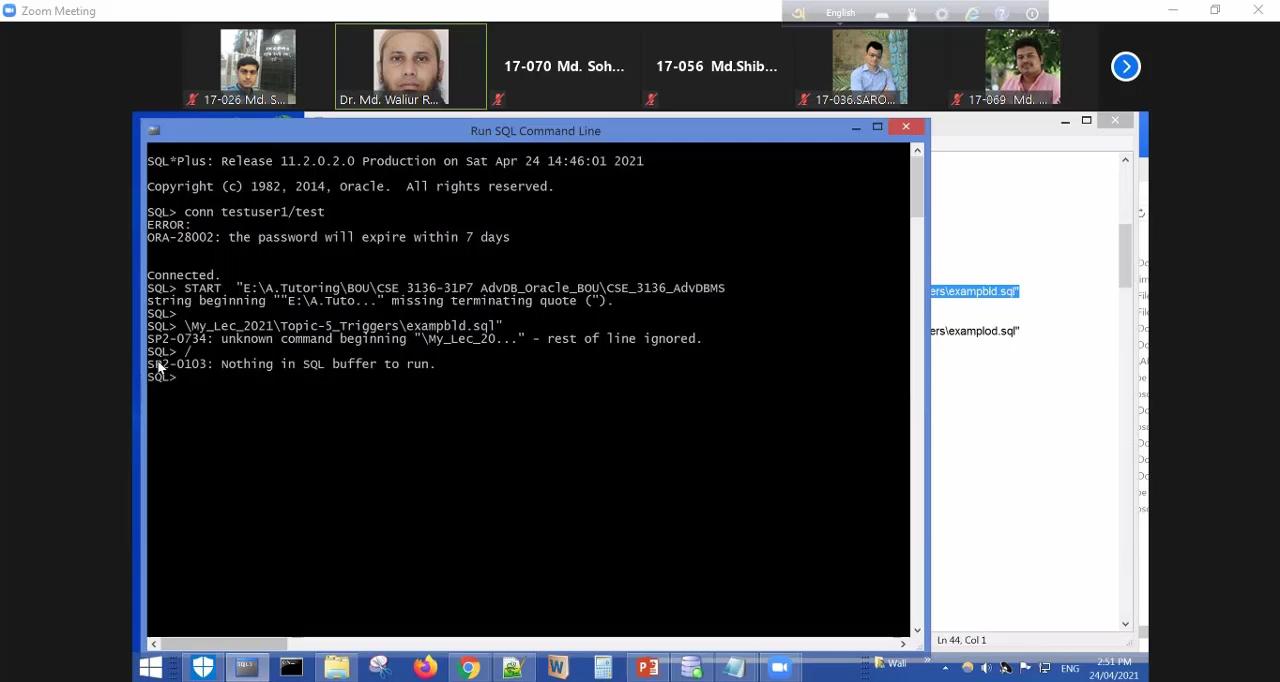 Zoom Meeting
English
17-026 Md. S...
Dr. Md. Waliur R...
17-070 Md. Soh...
17-056 Md.Shib...
17-036.SARO...
17-069 .Md. ...
Run SQL Command Line
SQL*Plus: Release 11.2.0.2.0 Production on Sat Apr 24 14:46:01 2021
Copyright (c) 1982, 2014, Oracle.  All rights reserved.
SQL> conn testuser1/test
ERROR:
ORA-28002: the password will expire within 7 days
Connected.
SQL> START  "E:\A.Tutoring\BOU\CSE 3136-31P7 AdvDB_Oracle_BOU\CSE_3136_AdvDBMS
string beginning ""E:\A.Tuto..." missing terminating quote (").
SQL>
SQL> \My_Lec_2021\Topic-5_Triggers\exampbld.sql"
SP2-0734: unknown command beginning "\My_Lec_20..." - rest of line ignored.
SQL> /
SP2-0103: Nothing in SQL buffer to run.
SQL>
ers\exampbld.sql"
ers\examplod.sql"
Ln 44, Col 1
Wall
ENG
2:51 PM
24/04/2021